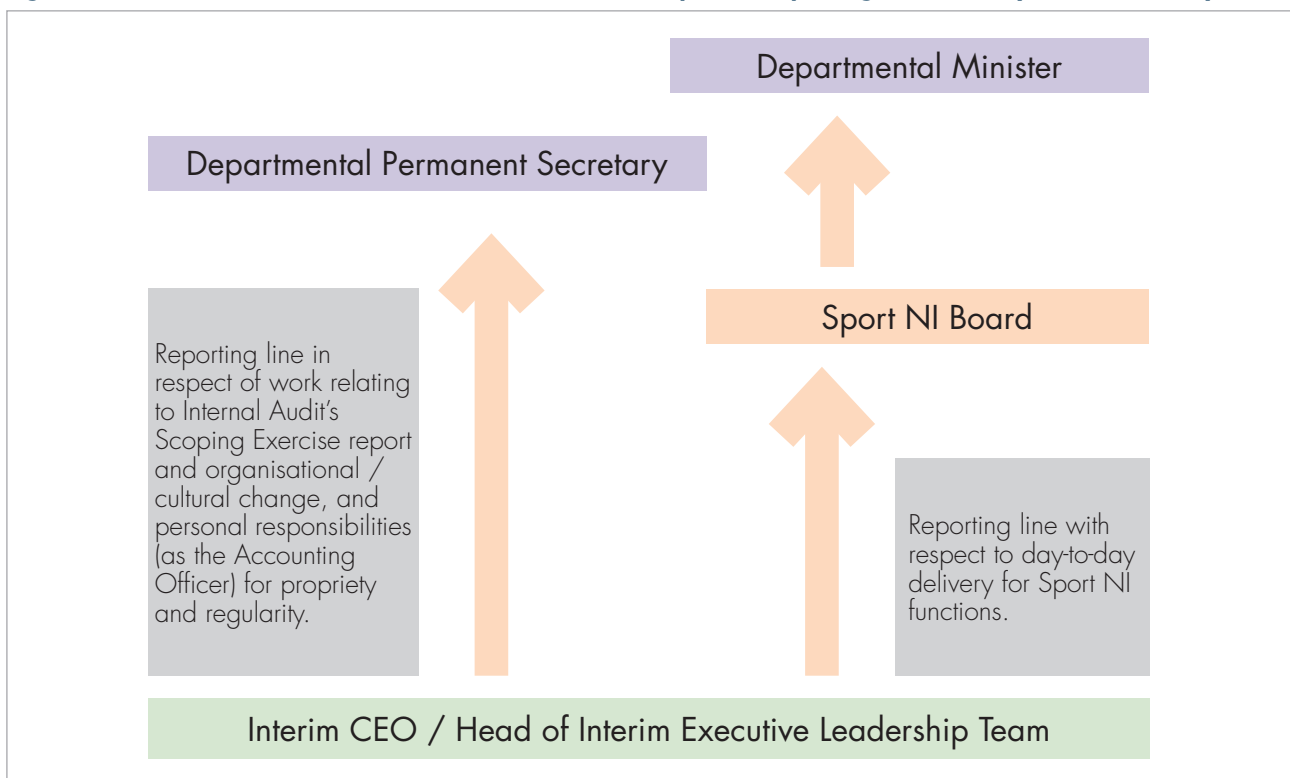 Departmental Minister
Departmental Permanent Secretary
Sport NI Board
Reporting line in
respect of work relating
to Internal Audit’s
Scoping Exercise report
and organisational /
cultural change, and
personal responsibilities
(as the Accounting
Officer) for propriety
and regularity.
Reporting line with
respect to day-to-day
delivery for Sport NI
functions.
Interim CEO / Head of Interim Executive Leadership Team